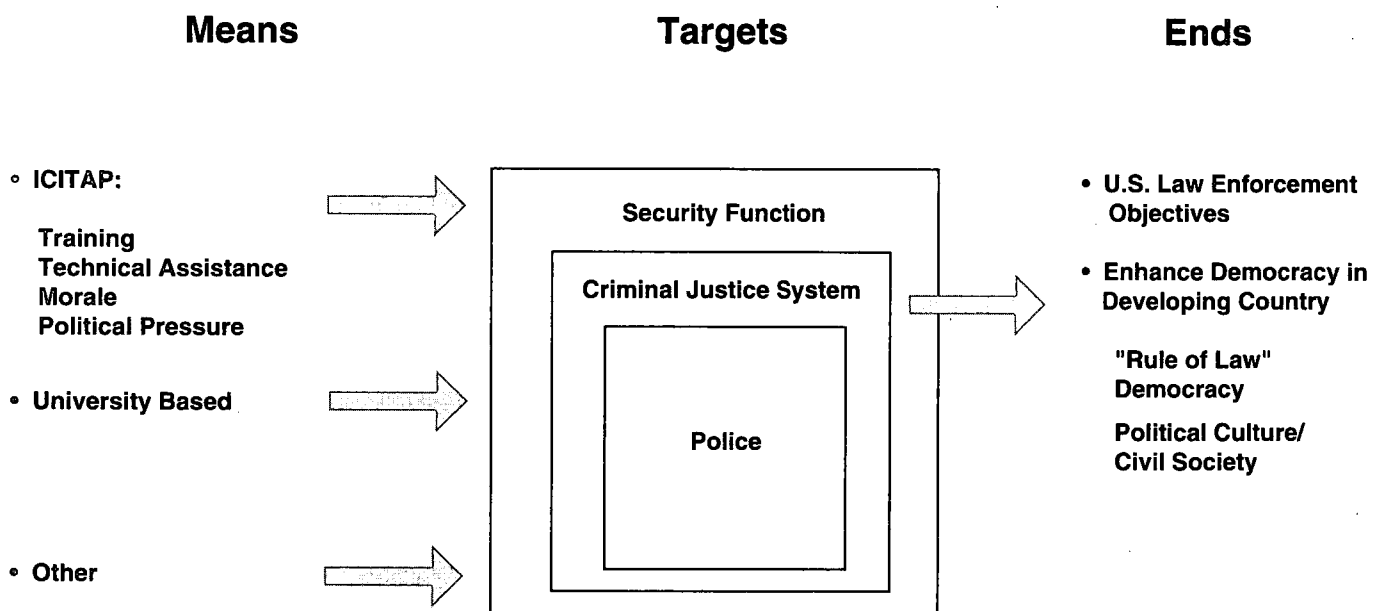 Means
Targets
Ends
• ICITAP:
Training
Technical Assistance
Morale
Political Pressure
• University Based
• Other
Security Function
Criminal Justice System
Police
• U.S. Law Enforcement
Objectives
• Enhance Democracy in
Developing Country
"Rule of Law"
Democracy
Political Culture/
Civil Society